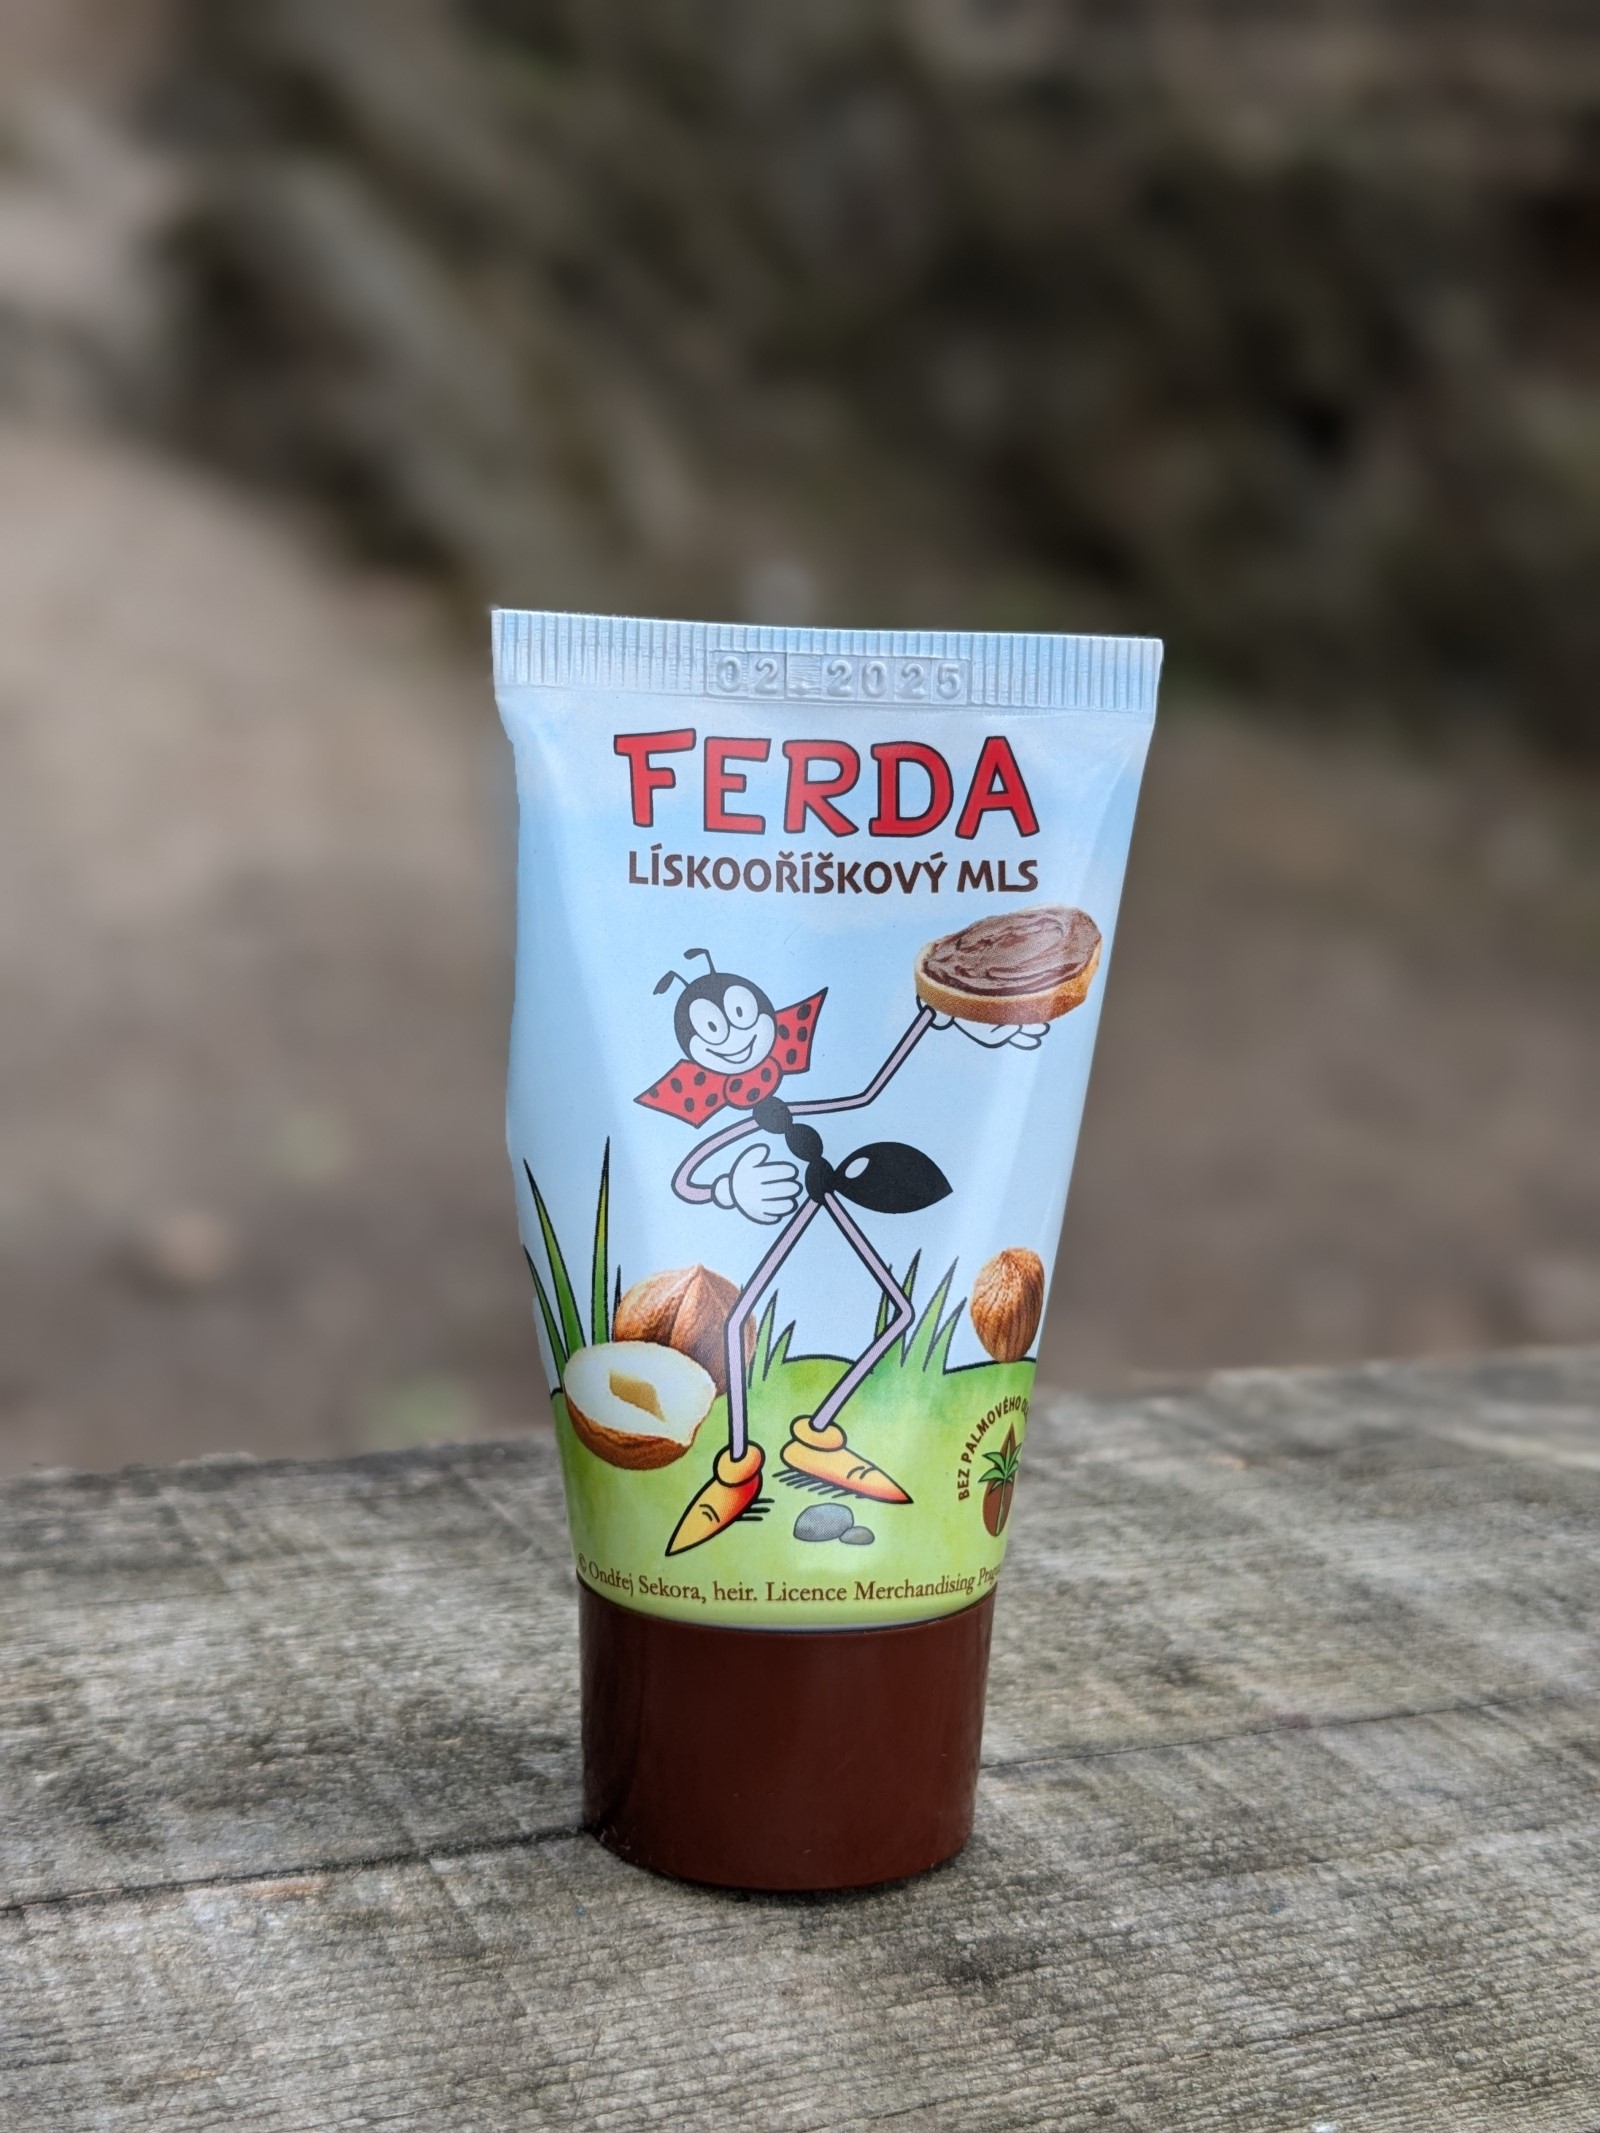 02.2025
FERDA
LÍSKOOŘÍŠKOVÝ MLS
BEZ PALMOVÉHO
© Ondřej Sekora, heir. Licence Merchandising